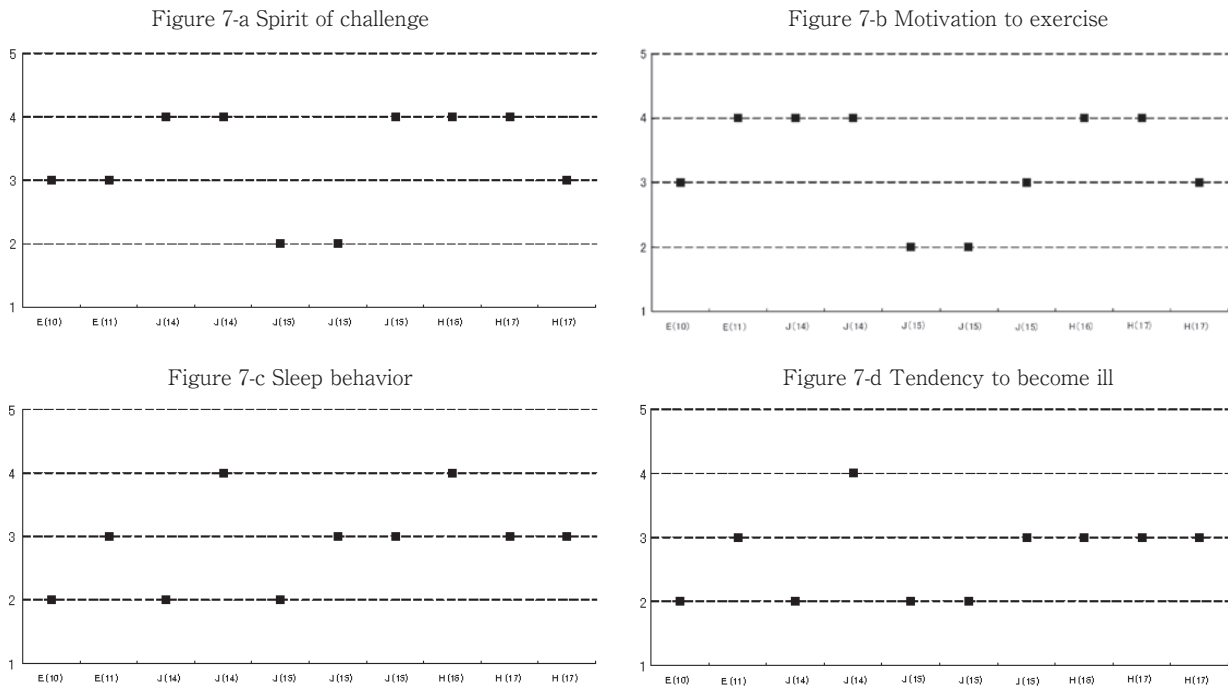 Figure 7-a Spirit of challenge
5
4
3
2
1
E(10) E(11) J(14) J(14) J(15) J(15) J(15) H(16) H(17) H(17)
Figure 7-b Motivation to exercise
5
4
3
2
1
E(10) E(11) J(14) J(14) J(15) J(15) J(15) H(16) H(17) H(17)
Figure 7-c Sleep behavior
5
4
3
2
1
E(10) E(11) J(14) J(14) J(15) J(15) J(15) H(16) H(17) H(17)
Figure 7-d Tendency to become ill
5
4
3
2
1
E(10) E(11) J(14) J(14) J(15) J(15) J(15) H(16) H(17) H(17)